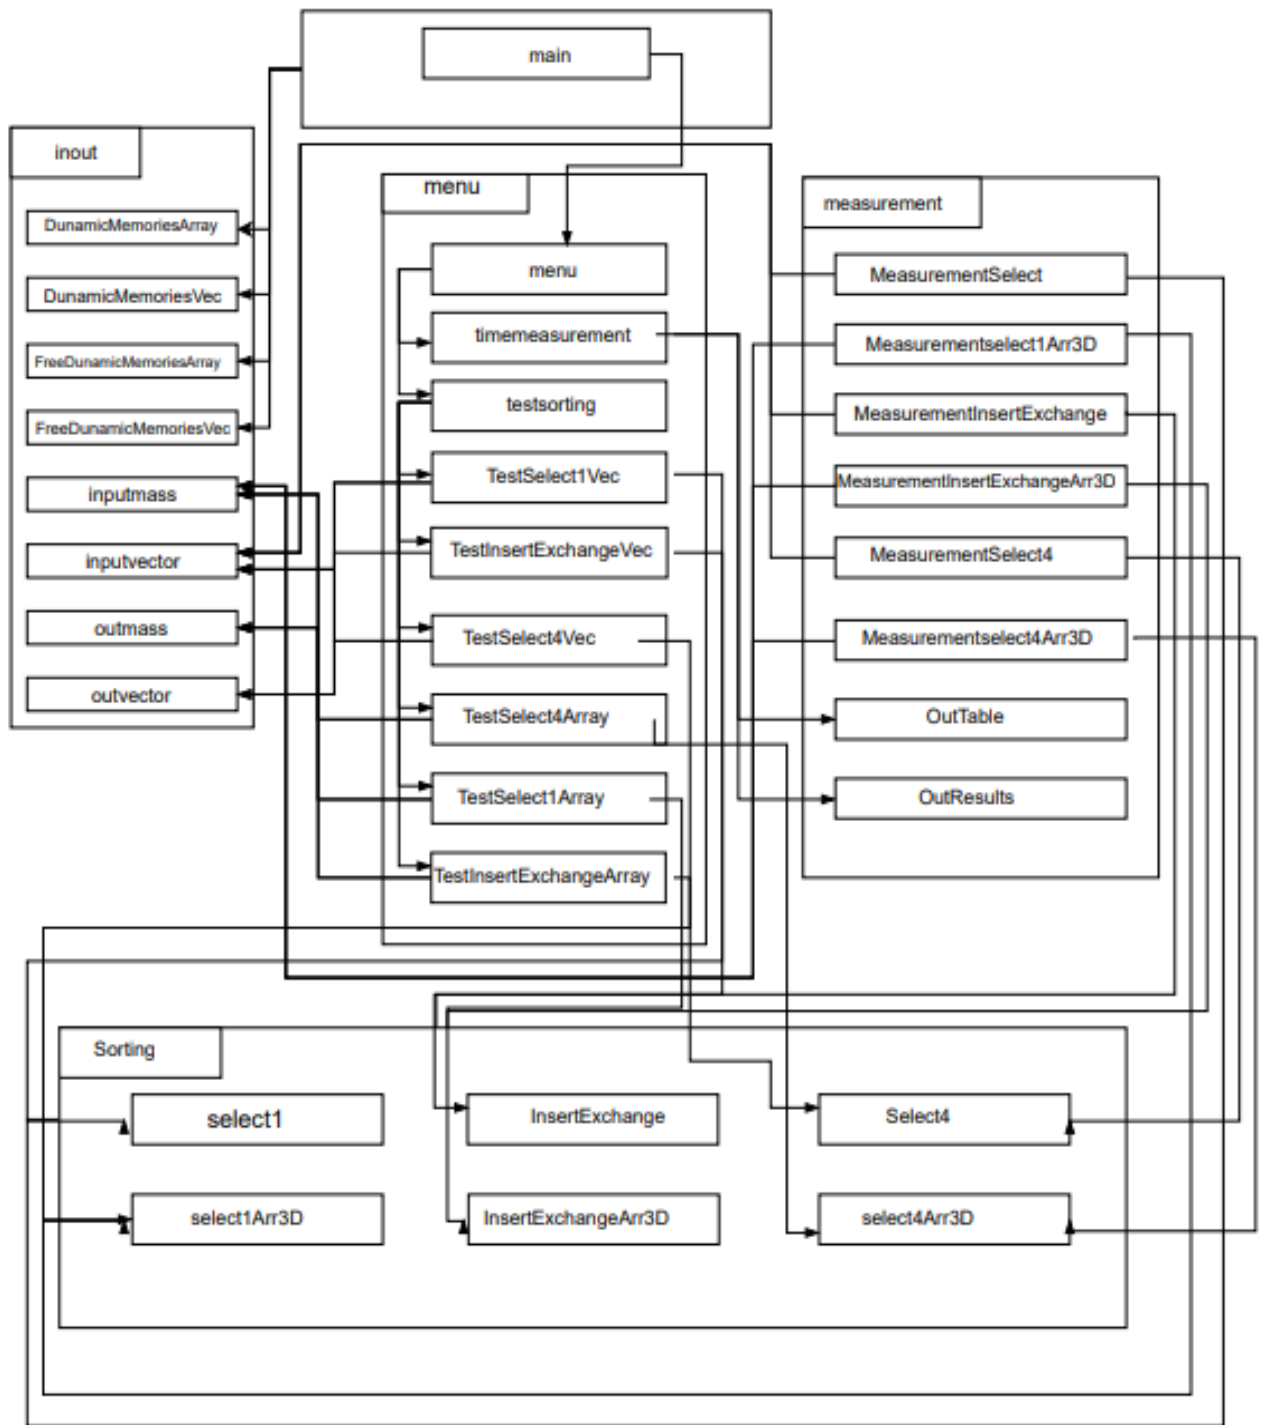 main
inout
DunamicMemoriesArray
DunamicMemoriesVec
FreeDunamicMemoriesArray
FreeDunamicMemoriesVec
inputmass
inputvector
outmass
outvector
menu
menu
timemeasurement
testsorting
TestSelect1Vec
TestInsertExchangeVec
TestSelect4Vec
TestSelect4Array
TestSelect1Array
TestInsertExchangeArray
measurement
MeasurementSelect
Measurementselect1Arr3D
MeasurementInsertExchange
MeasurementInsertExchangeArr3D
MeasurementSelect4
Measurementselect4Arr3D
OutTable
OutResults
Sorting
select1
InsertExchange
Select4
select1Arr3D
InsertExchangeArr3D
select4Arr3D